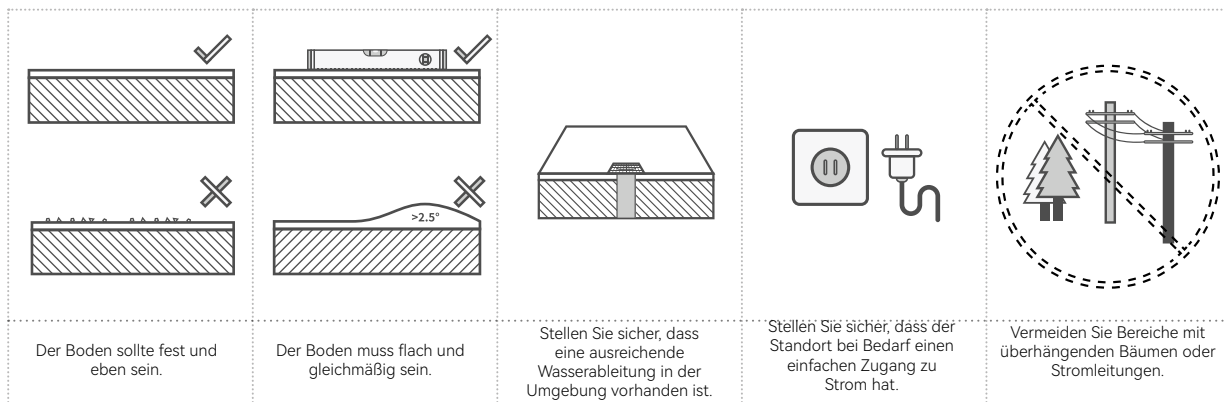 >2.5°
Der Boden sollte fest und
eben sein.
Der Boden muss flach und
gleichmäßig sein.
Stellen Sie sicher, dass
eine ausreichende
Wasserableitung in der
Umgebung vorhanden ist.
Stellen Sie sicher, dass der
Standort bei Bedarf einen
einfachen Zugang zu
Strom hat.
Vermeiden Sie Bereiche mit
überhängenden Bäumen oder
Stromleitungen.